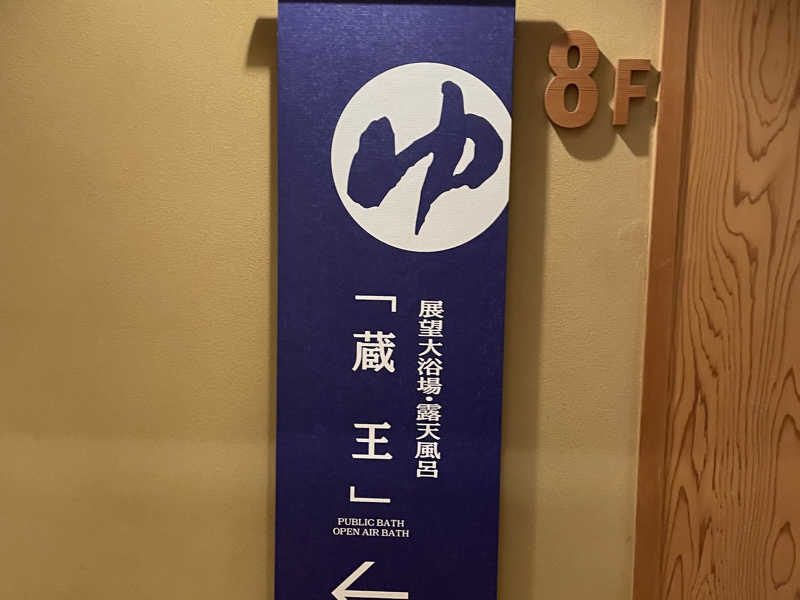 ゆ
8F
展望大浴場・露天風呂
「蔵王」
PUBLIC BATH
OPEN AIR BATH